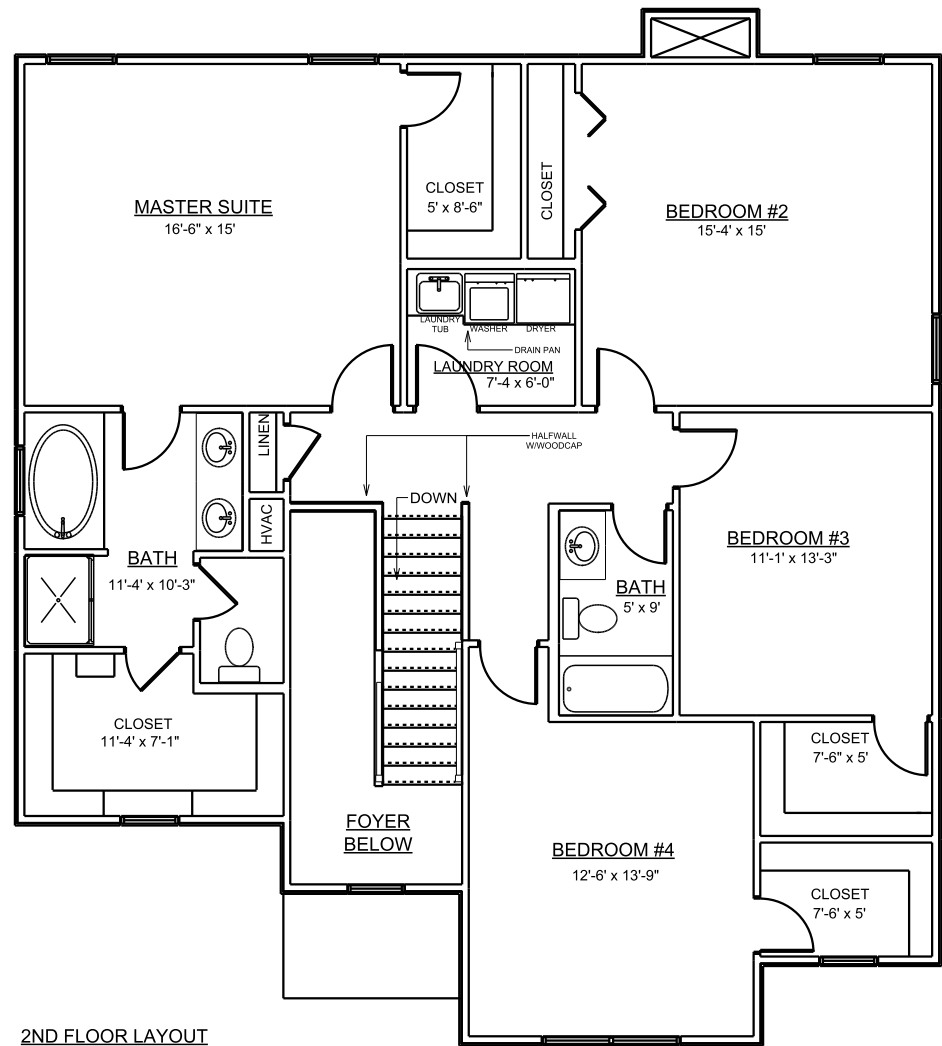 MASTER SUITE
16'-6" x 15'
CLOSET
5' x 8'-6"
CLOSET
BEDROOM #2
15'-4' x 15'
LAUNDRY
TUB
WASHER
DRYER
DRAIN PAN
LAUNDRY ROOM
7'-4 x 6'-0"
LINEN
HALFWALL
W/WOODCAP
DOWN
HVAC
BATH
11'-4' x 10'-3"
BEDROOM #3
11'-1' x 13'-3"
BATH
5' x 9'
CLOSET
11'-4' x 7'-1"
CLOSET
7'-6" x 5'
FOYER
BELOW
BEDROOM #4
12'-6' x 13'-9"
CLOSET
7'-6' x 5'
2ND FLOOR LAYOUT